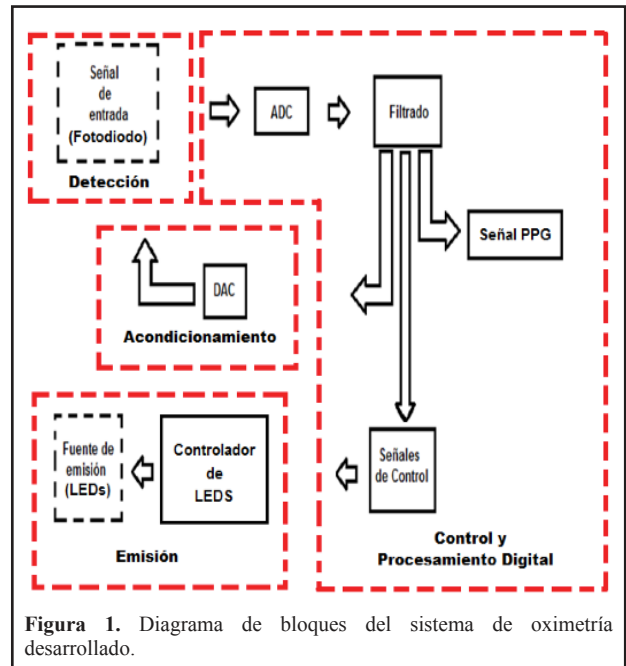 Señal
de
entrada
(Fotodiodo)
Detección
ADC
Filtrado
Señal PPG
DAC
Acondicionamiento
Fuente de
emisión
(LEDs)
Controlador
de
LEDS
Emisión
Señales
de Control
Control y
Procesamiento Digital
Figura 1. Diagrama de bloques del sistema de oximetría
desarrollado.